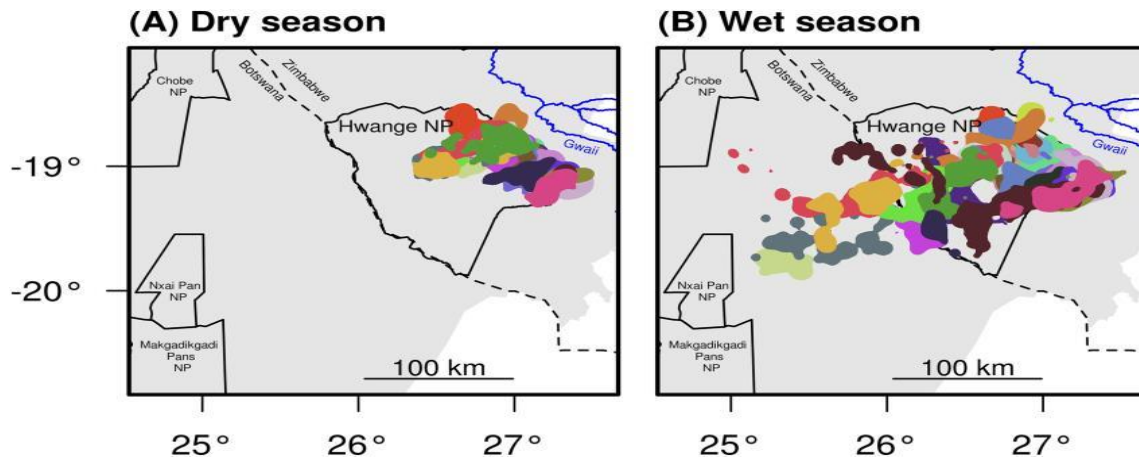 (A) Dry season
(B) Wet season
Chobe
NP
Botswana
Zimbabwe
Hwange NP
Gwaii
Nxai Pan
NP
Makgadikgadi
Pans
NP
100 km
Chobe
NP
Botswana
Zimbabwe
Hwange NP
Gwaii
Nxai Pan
NP
Makgadikgadi
Pans
NP
100 km
-19°
-20°
25°
26°
27°
25°
26°
27°